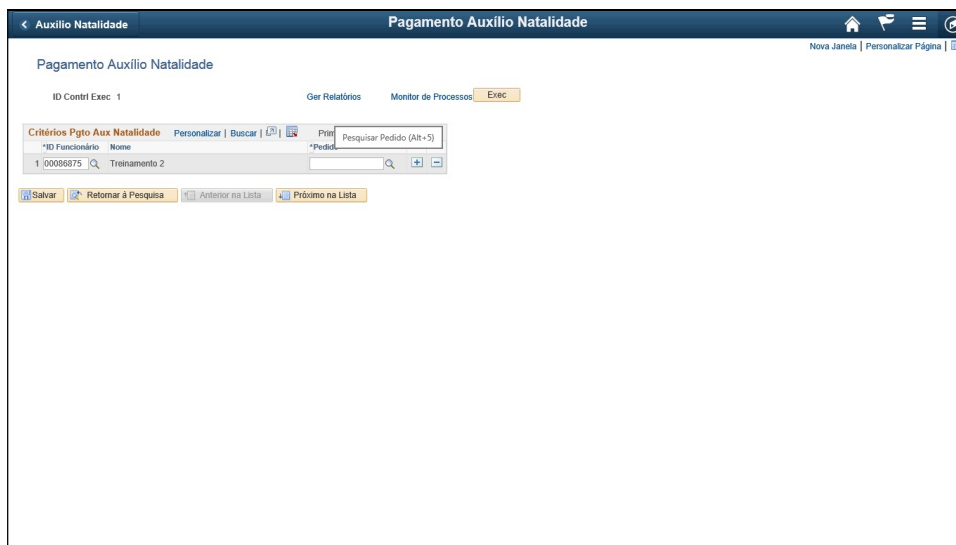 Auxílio Natalidade
Pagamento Auxílio Natalidade
Nova Janela | Personalizar Página |
Pagamento Auxílio Natalidade
ID Contrl Exec 1 Ger Relatórios Monitor de Processos Exec
Critérios Pgto Aux Natalidade Personalizar | Buscar | |
Pesquisar Pedido (Alt+5)
*ID Funcionário Nome
1 00086875 Treinamento 2
Salvar Retornar à Pesquisa Anterior na Lista Próximo na Lista